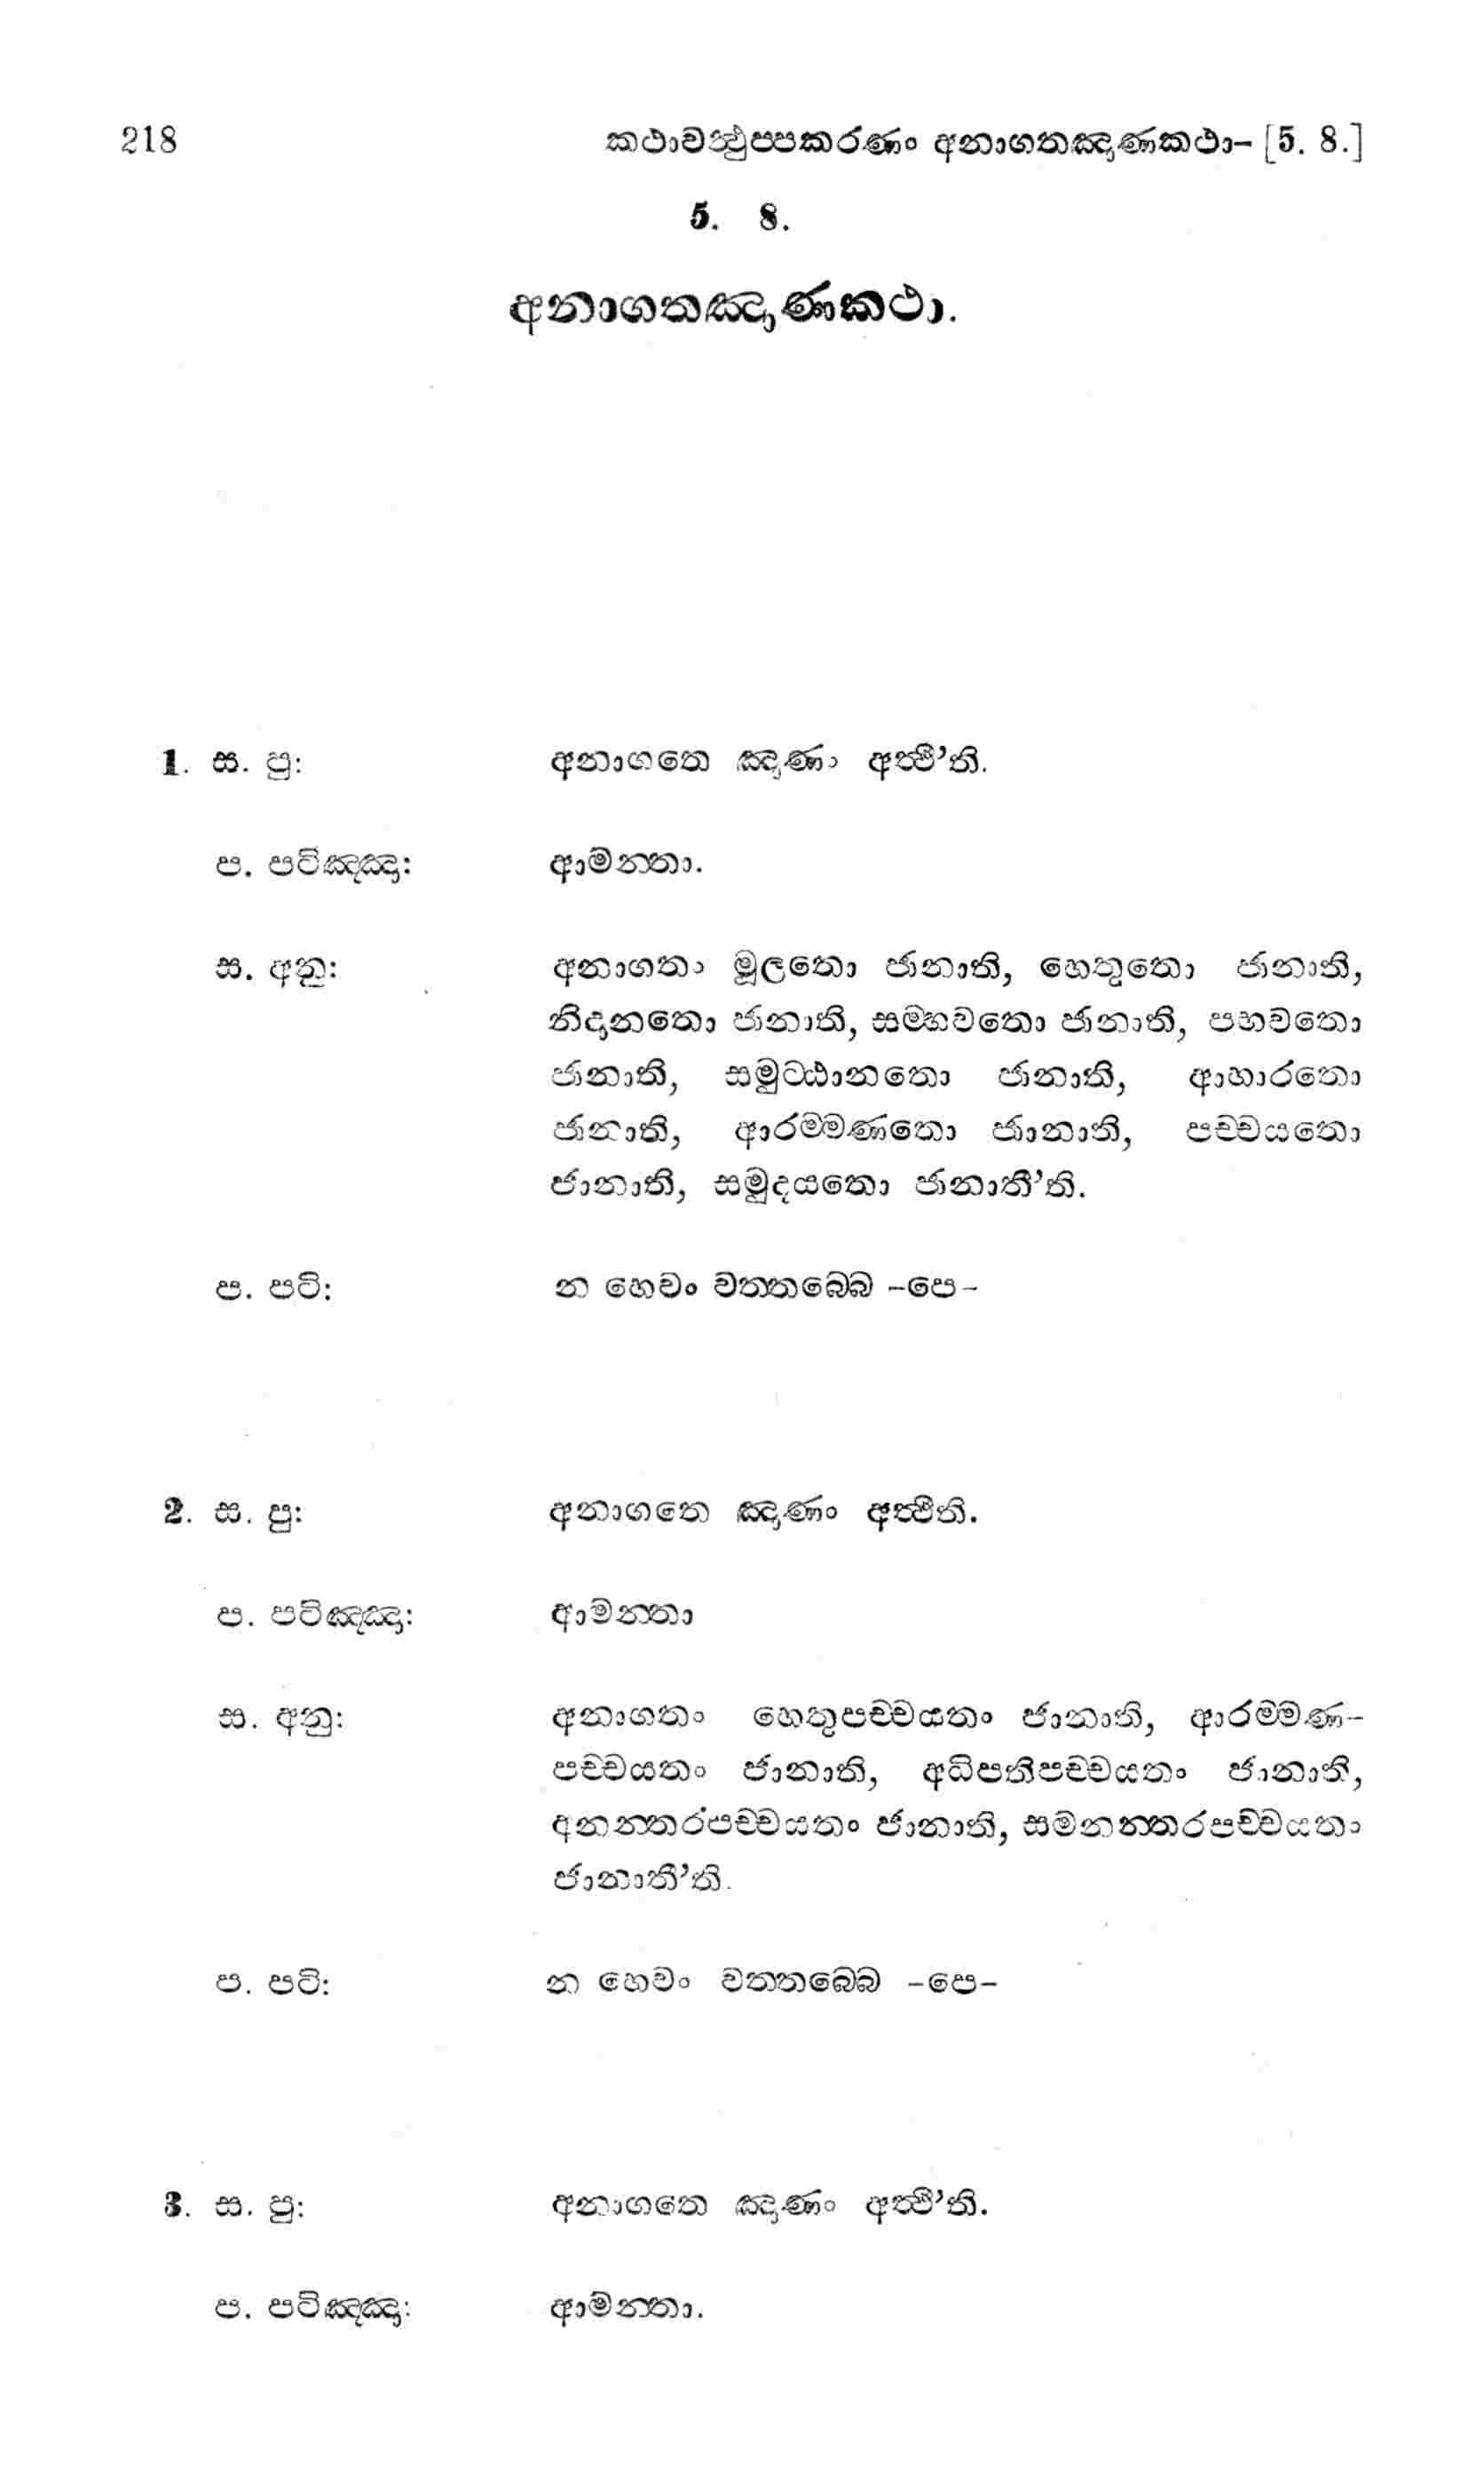 218 කථාවත්‍ථුප්පකරණං අනාගතඤාණකථා- [5. 8.]
5. 8.
අනාගතඤාණකථා.
1. ස. පු: අනාගතෙ ඤාණං අත්‍ථි’ති.
ප. පටිඤ්ඤා: ආමන්තා.
ස. අනු: අනාගතං මූලතො ජානාති, හෙතුතො ජානාති,
නිදානතො ජානාති, සම්භවතො ජානාති, පභවතො
ජානාති, සමුට්ඨානතො ජානාති, ආහාරතො
ජානාති, ආරම්මණතො ජානාති, පච්චයතො
ජානාති, සමුදයතො ජානාතී’ති.
ප. පටි: න හෙවං වත්තබ්බෙ -පෙ-
2. ස. පු: අනාගතෙ ඤාණං අත්‍ථීති.
ප. පටිඤ්ඤා: ආමන්තා
ස. අනු: අනාගතං හෙතුපච්චයතං ජානාති, ආරම්මණ-
පච්චයතං ජානාති, අධිපතිපච්චයතං ජානාති,
අනන්තරපච්චයතං ජානාති, සමනන්තරපච්චයතං
ජානාතී’ති.
ප. පටි: න හෙවං වත්තබ්බෙ -පෙ-
3. ස. පු: අනාගතෙ ඤාණං අත්‍ථි’ති.
ප. පටිඤ්ඤා: ආමන්තා.